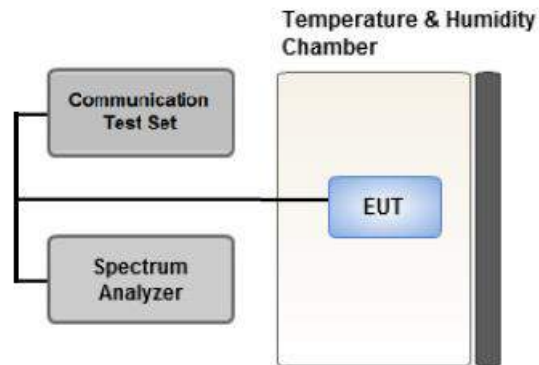 Temperature & Humidity
Chamber
Communication
Test Set
EUT
Spectrum
Analyzer